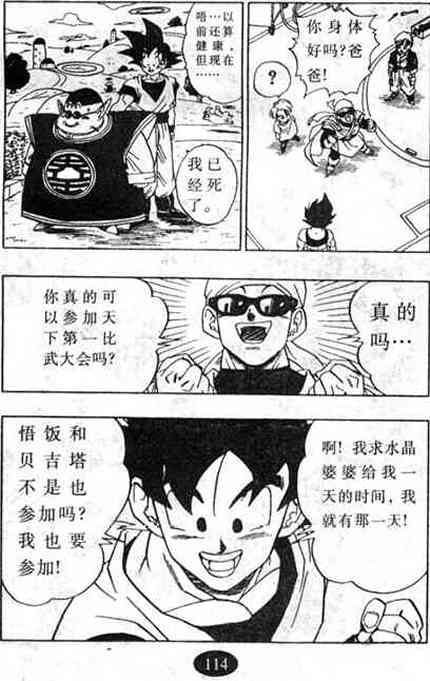 你身体
好吗?爸
爸!
?
唔…以
前还算
健康,
但现在
……
我已
经死
了。
真的
吗…
你真的可
以参加天
下第一比
武大会吗?
啊!我求水晶
婆婆给我一
天的时间,我
就有那一天!
悟饭和
贝吉塔
不是也
参加吗?
我也要
参加!
114